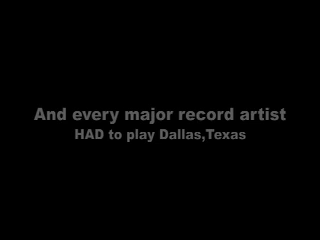 And every major record artist
HAD to play Dallas,Texas